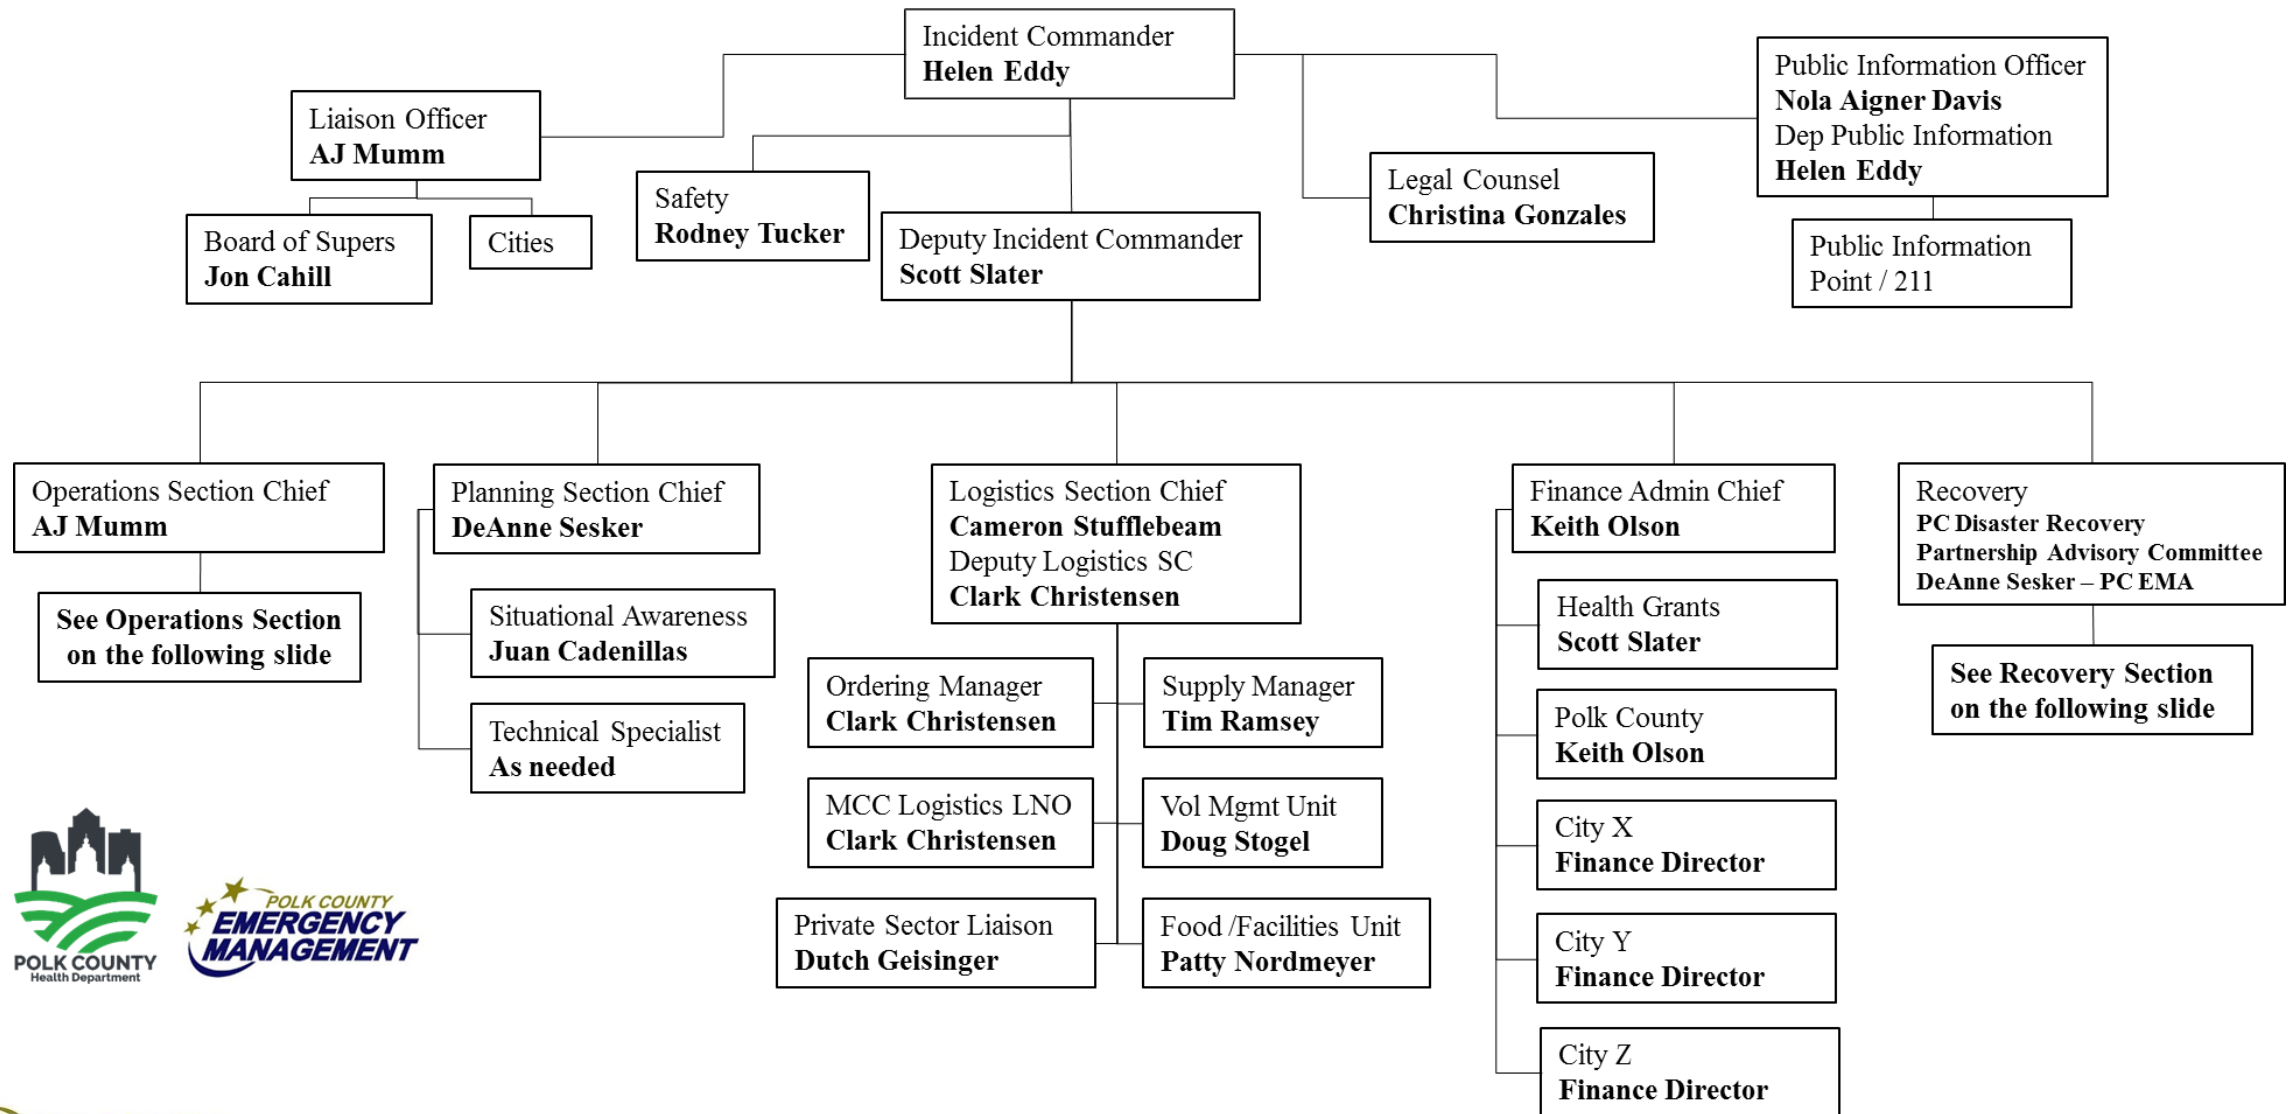 Incident Commander
Helen Eddy
Liaison Officer
AJ Mumm
Board of Supers
Jon Cahill
Cities
Safety
Rodney Tucker
Deputy Incident Commander
Scott Slater
Legal Counsel
Christina Gonzales
Public Information Officer
Nola Aigner Davis
Dep Public Information
Helen Eddy
Public Information
Point / 211
Operations Section Chief
AJ Mumm
See Operations Section
on the following slide
Planning Section Chief
DeAnne Sesker
Situational Awareness
Juan Cadenillas
Technical Specialist
As needed
Logistics Section Chief
Cameron Stufflebeam
Deputy Logistics SC
Clark Christensen
Ordering Manager
Clark Christensen
Supply Manager
Tim Ramsey
MCC Logistics LNO
Clark Christensen
Vol Mgmt Unit
Doug Stogel
Private Sector Liaison
Dutch Geisinger
Food /Facilities Unit
Patty Nordmeyer
Finance Admin Chief
Keith Olson
Health Grants
Scott Slater
Polk County
Keith Olson
City X
Finance Director
City Y
Finance Director
City Z
Finance Director
Recovery
PC Disaster Recovery
Partnership Advisory Committee
DeAnne Sesker – PC EMA
See Recovery Section
on the following slide
POLK COUNTY
Health Department
POLK COUNTY
EMERGENCY
MANAGEMENT